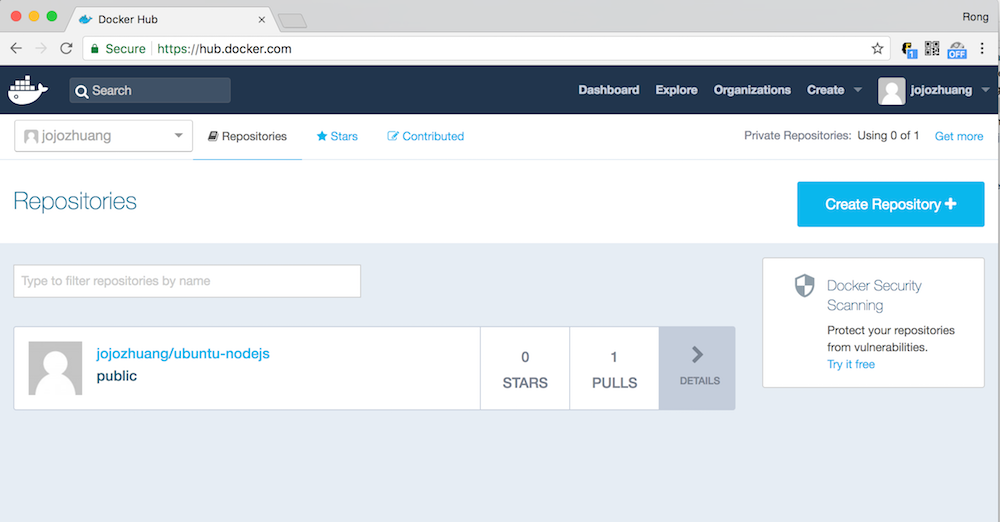 Docker Hub
Rong
Secure https://hub.docker.com
1
OFF
Search
Dashboard Explore Organizations Create jojozhuang
jojozhuang
Repositories Stars Contributed
Private Repositories: Using 0 of 1 Get more
Repositories
Create Repository
Type to filter repositories by name
jojozhuang/ubuntu-nodejs
public
0
STARS
1
PULLS
DETAILS
Docker Security
Scanning
Protect your repositories
from vulnerabilities.
Try it free